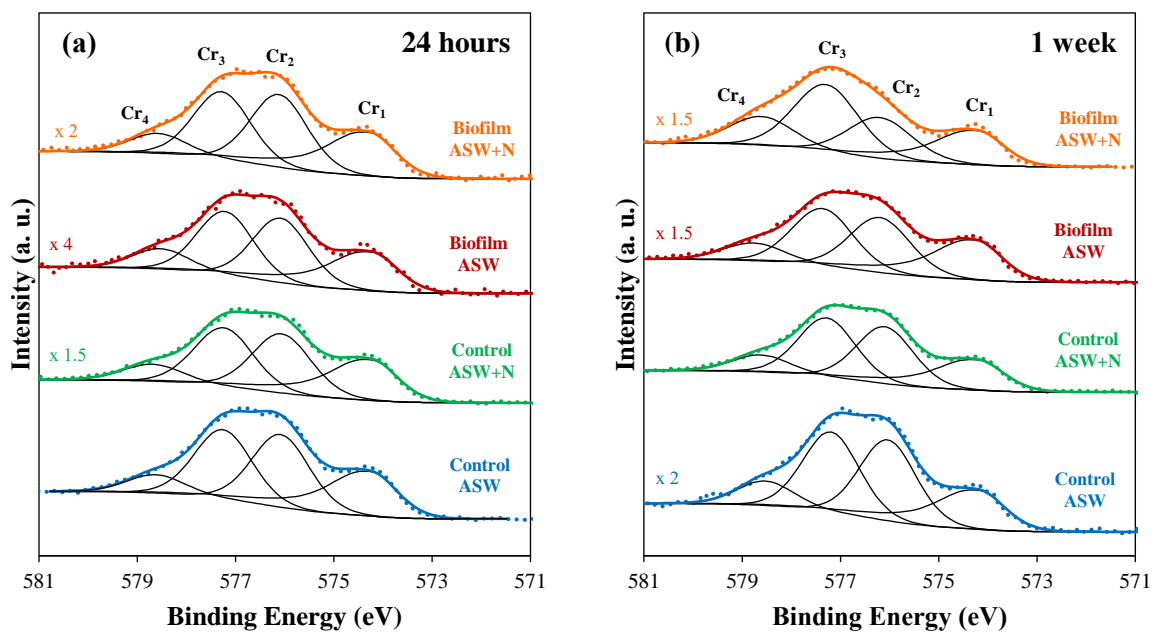 (a)
24 hours
Cr3
Cr2
Cr4
Cr1
x 2
Biofilm
ASW+N
x 4
Biofilm
ASW
x 1.5
Control
ASW+N
Control
ASW
Intensity (a. u.)
581
579
577
575
573
571
Binding Energy (eV)
(b)
1 week
Cr3
Cr2
Cr4
Cr1
x 1.5
Biofilm
ASW+N
x 1.5
Biofilm
ASW
Control
ASW+N
x 2
Control
ASW
Intensity (a. u.)
581
579
577
575
573
571
Binding Energy (eV)